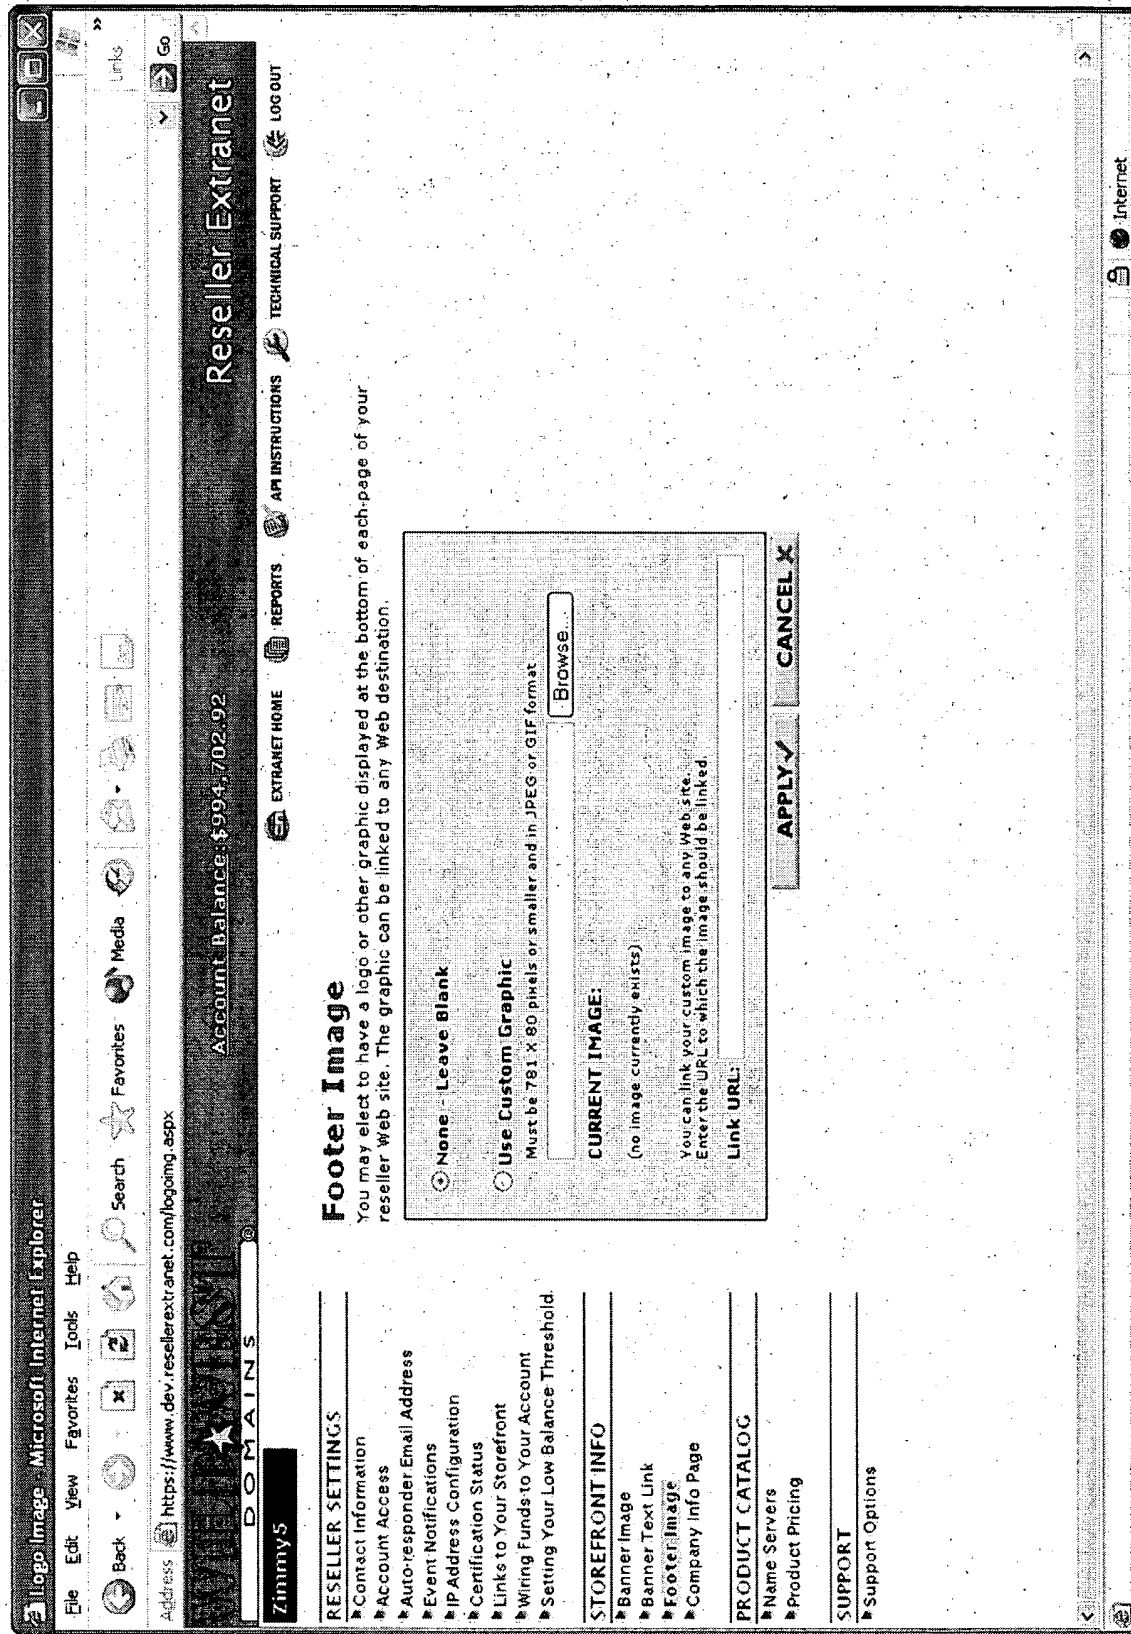 Logo Image - Microsoft Internet Explorer
File Edit View Favorites Tools Help
Back Search Favorites Media
Links
Address https://www.dev.resellerextranet.com/logoimg.aspx Go
DOMAINS
Account Balance: $994,702.92
Reseller Extranet
Zimmy5
EXTRANET HOME REPORTS API INSTRUCTIONS TECHNICAL SUPPORT LOG OUT
RESELLER SETTINGS
Contact Information
Account Access
Auto-responder Email Address
Event Notifications
IP Address Configuration
Certification Status
Links to Your Storefront
Wiring Funds to Your Account
Setting Your Low Balance Threshold
STOREFRONT INFO
Banner Image
Banner Text Link
Footer Image
Company Info Page
PRODUCT CATALOG
Name Servers
Product Pricing
SUPPORT
Support Options
Footer Image
You may elect to have a logo or other graphic displayed at the bottom of each page of your
reseller Web site. The graphic can be linked to any Web destination.
None - Leave Blank
Use Custom Graphic
Must be 781 X 80 pixels or smaller and in JPEG or GIF format
Browse...
CURRENT IMAGE:
(no image currently exists)
You can link your custom image to any Web site.
Enter the URL to which the image should be linked.
Link URL:
APPLY CANCEL X
Internet